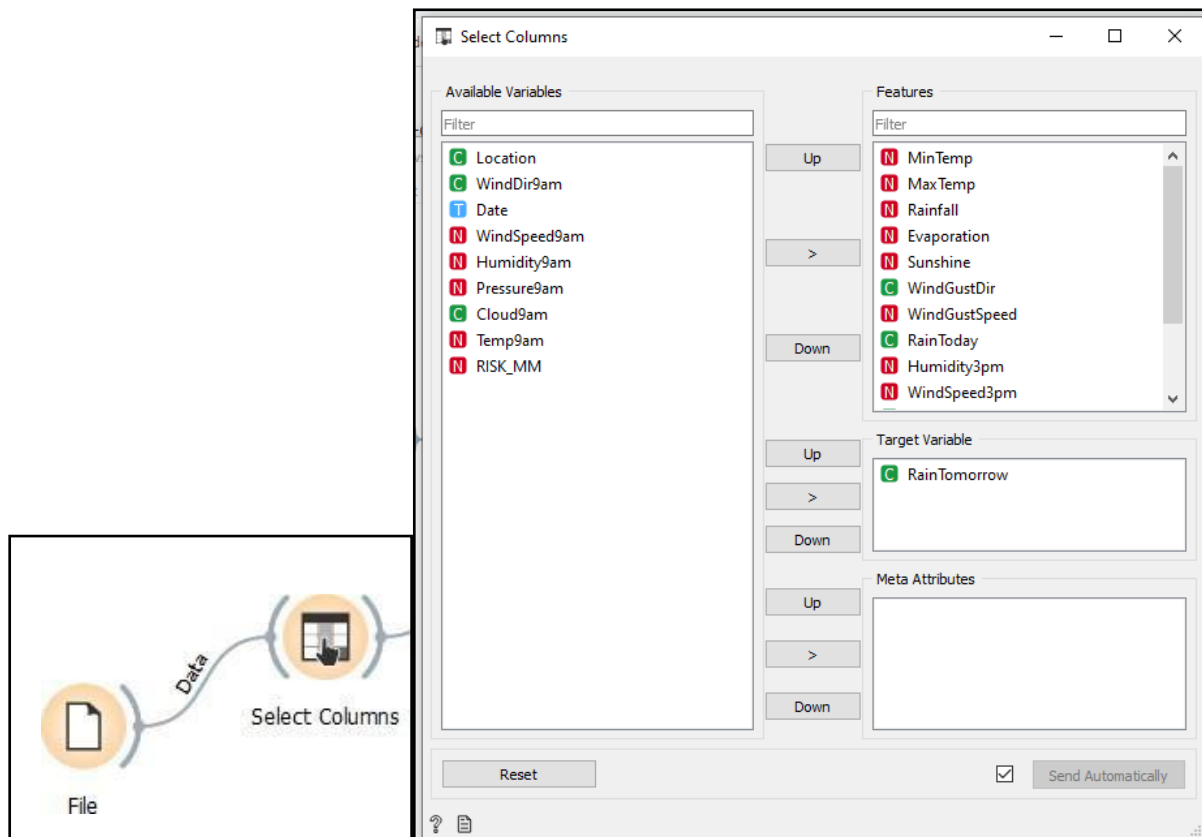 Data
Select Columns
File
Select Columns
Available Variables
Filter
C Location
C WindDir9am
T Date
N WindSpeed9am
N Humidity9am
N Pressure9am
C Cloud9am
N Temp9am
N RISK_MM
Up
>
Down
Up
>
Down
Up
>
Down
Features
Filter
N MinTemp
N MaxTemp
N Rainfall
N Evaporation
N Sunshine
C WindGustDir
N WindGustSpeed
C RainToday
N Humidity3pm
N WindSpeed3pm
Target Variable
C RainTomorrow
Meta Attributes
Reset
Send Automatically
?